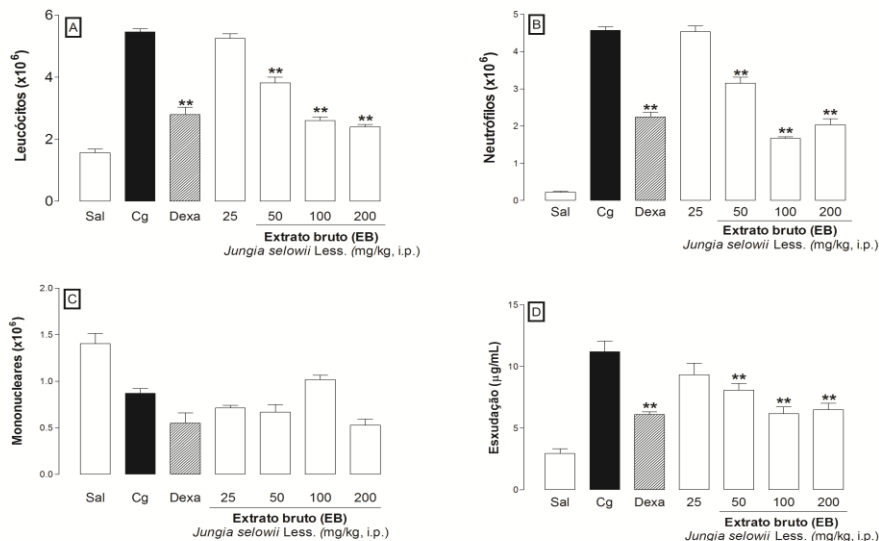 A
Leucócitos (x10⁶)
6
4
2
0
**
**
**
**
Sal Cg Dexa 25 50 100 200
Extrato bruto (EB)
Jungia selowii Less. (mg/kg, i.p.)
B
Neutrófilos (x10⁶)
5
4
3
2
1
0
**
**
**
**
Sal Cg Dexa 25 50 100 200
Extrato bruto (EB)
Jungia selowii Less. (mg/kg, i.p.)
C
Mononucleares (x10⁶)
2.0
1.5
1.0
0.5
0.0
Sal Cg Dexa 25 50 100 200
Extrato bruto (EB)
Jungia selowii Less. (mg/kg, i.p.)
D
Esxudação (µg/mL)
15
10
5
0
**
**
**
**
Sal Cg Dexa 25 50 100 200
Extrato bruto (EB)
Jungia selowii Less. (mg/kg, i.p.)